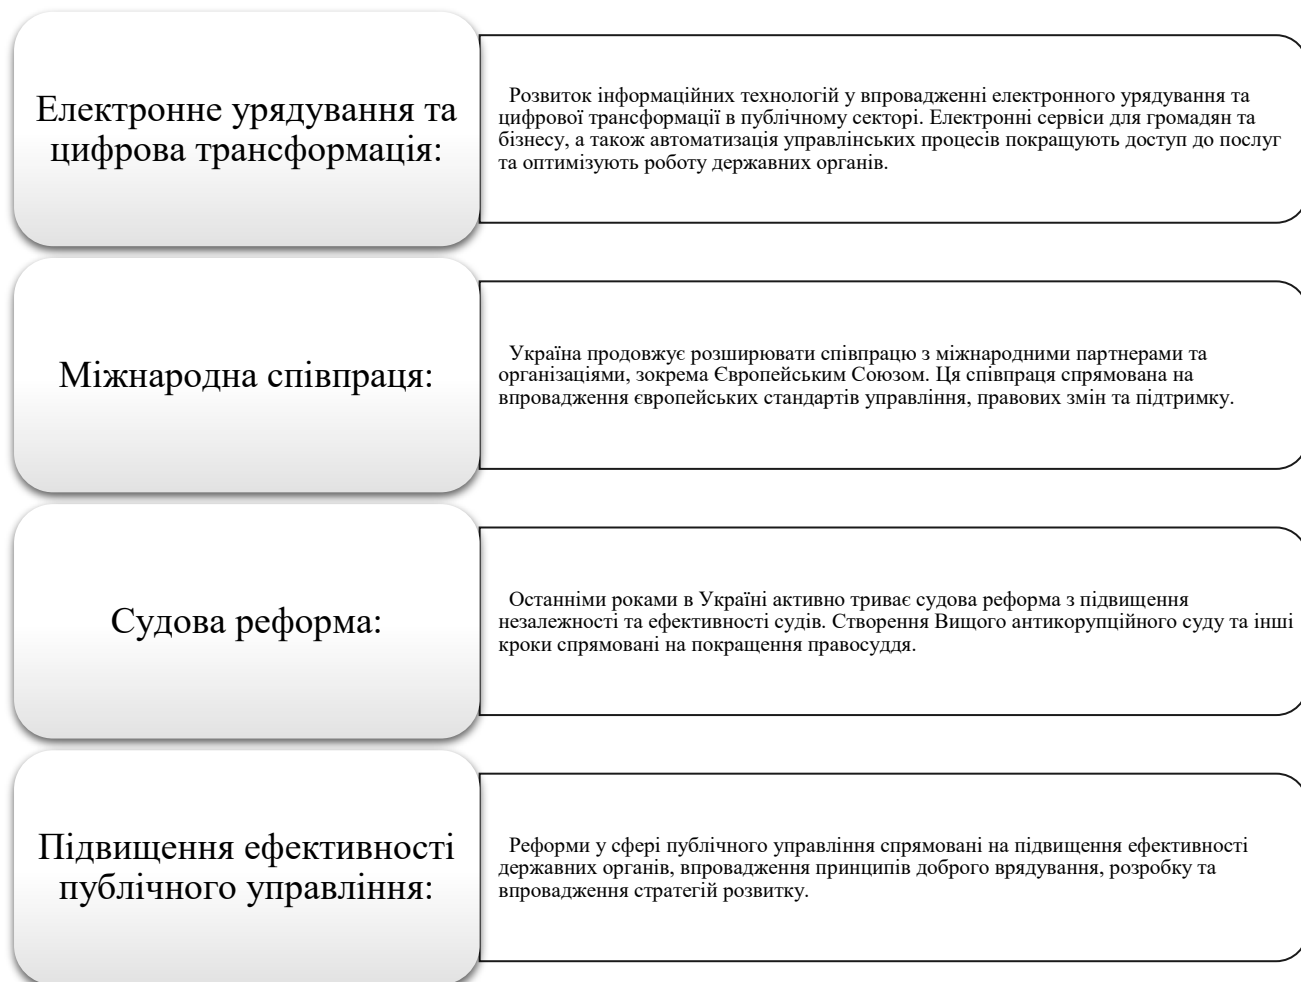 Електронне урядування та
цифрова трансформація:
Розвиток інформаційних технологій у впровадженні електронного урядування та
цифрової трансформації в публічному секторі. Електронні сервіси для громадян та
бізнесу, а також автоматизація управлінських процесів покращують доступ до послуг
та оптимізують роботу державних органів.
Міжнародна співпраця:
Україна продовжує розширювати співпрацю з міжнародними партнерами та
організаціями, зокрема Європейським Союзом. Ця співпраця спрямована на
впровадження європейських стандартів управління, правових змін та підтримку.
Судова реформа:
Останніми роками в Україні активно триває судова реформа з підвищення
незалежності та ефективності судів. Створення Вищого антикорупційного суду та інші
кроки спрямовані на покращення правосуддя.
Підвищення ефективності
публічного управління:
Реформи у сфері публічного управління спрямовані на підвищення ефективності
державних органів, впровадження принципів доброго врядування, розробку та
впровадження стратегій розвитку.